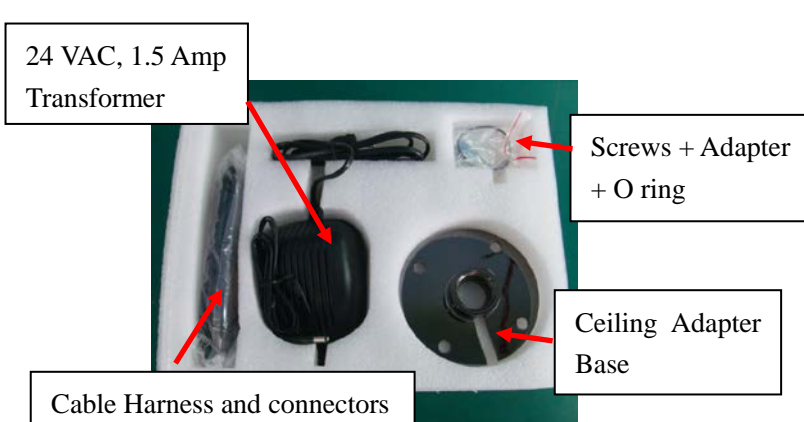 24 VAC, 1.5 Amp
Transformer
Screws + Adapter
+ O ring
Ceiling Adapter
Base
Cable Harness and connectors